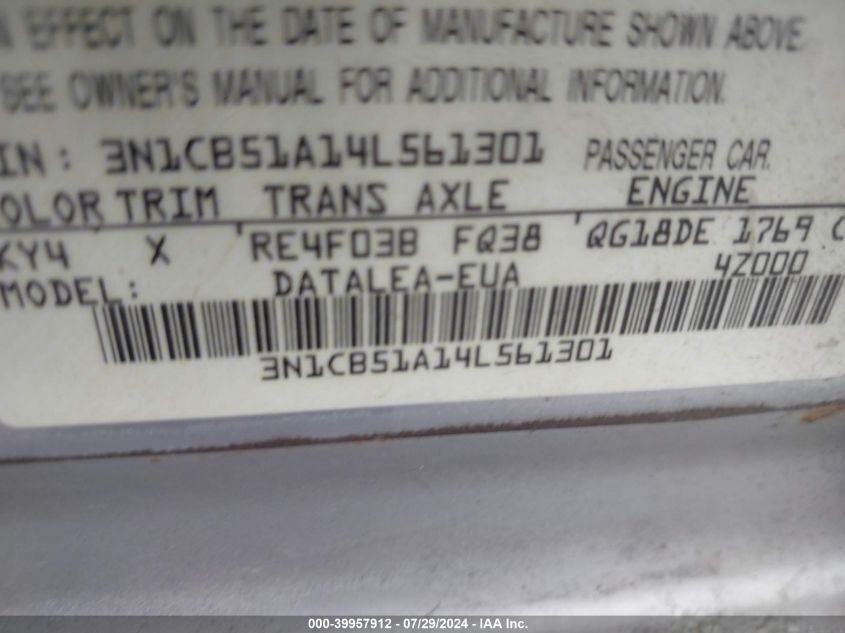 N EFFECT ON THE DATE OF MANUFACTURE SHOWN ABOVE.
SEE OWNER'S MANUAL FOR ADDITIONAL INFORMATION.
IN: 3N1CB51A14L561301 PASSENGER CAR.
OLOR TRIM TRANS AXLE ENGINE
KY4 X RE4F03B FQ38 QG18DE 1769 C
MODEL: DATALEA-EUA 4Z000
3N1CB51A14L561301
000-39957912 / 07/29/2024 - IAA Inc.